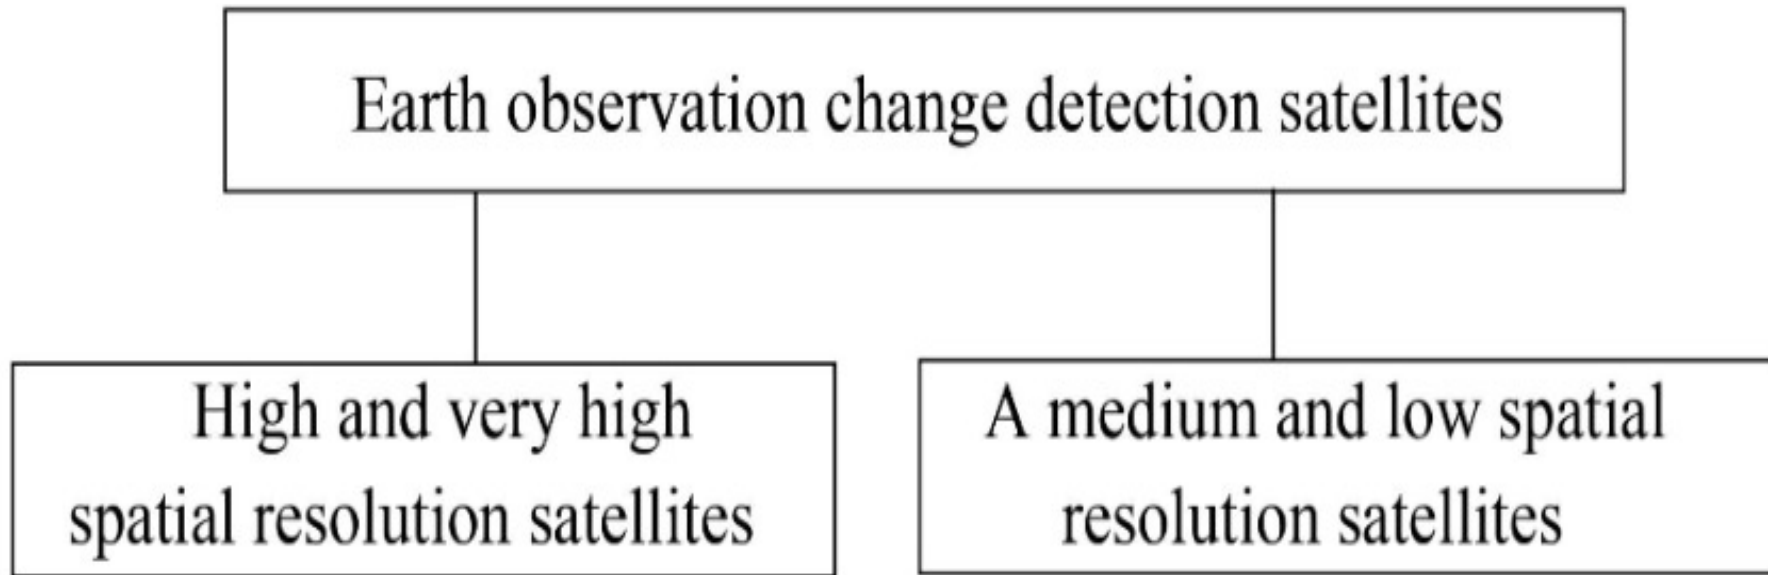 Earth observation change detection satellites
High and very high
spatial resolution satellites
A medium and low spatial
resolution satellites